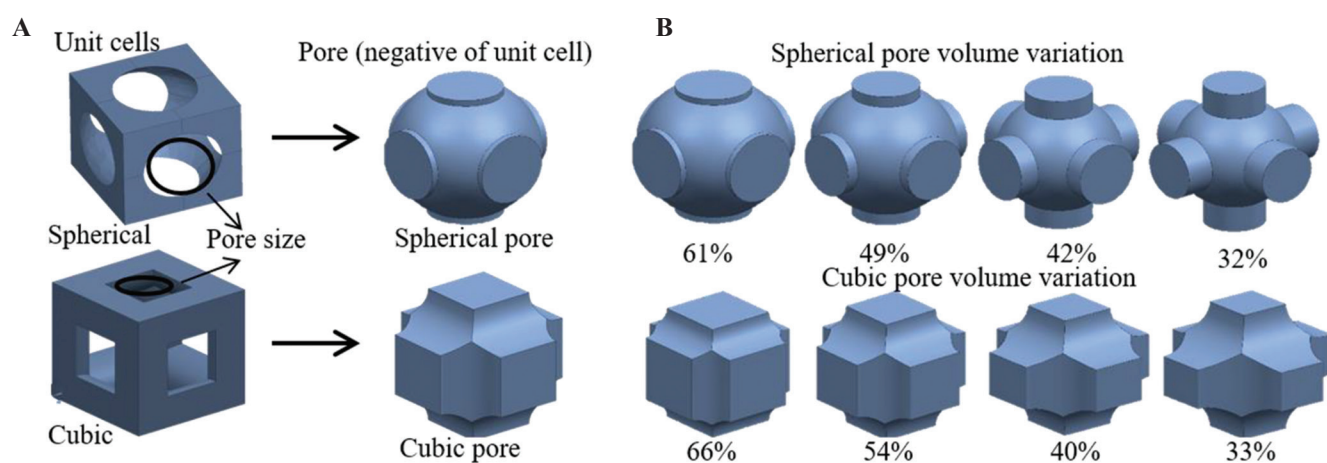 A
Unit cells
Pore (negative of unit cell)
Spherical
Pore size
Spherical pore
Cubic
Cubic pore
B
Spherical pore volume variation
61%
49%
42%
32%
Cubic pore volume variation
66%
54%
40%
33%